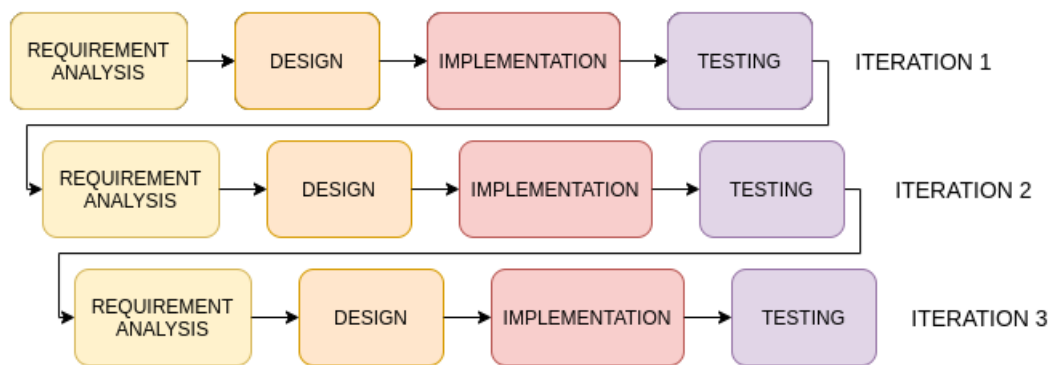 REQUIREMENT
ANALYSIS
DESIGN
IMPLEMENTATION
TESTING
ITERATION 1
REQUIREMENT
ANALYSIS
DESIGN
IMPLEMENTATION
TESTING
ITERATION 2
REQUIREMENT
ANALYSIS
DESIGN
IMPLEMENTATION
TESTING
ITERATION 3